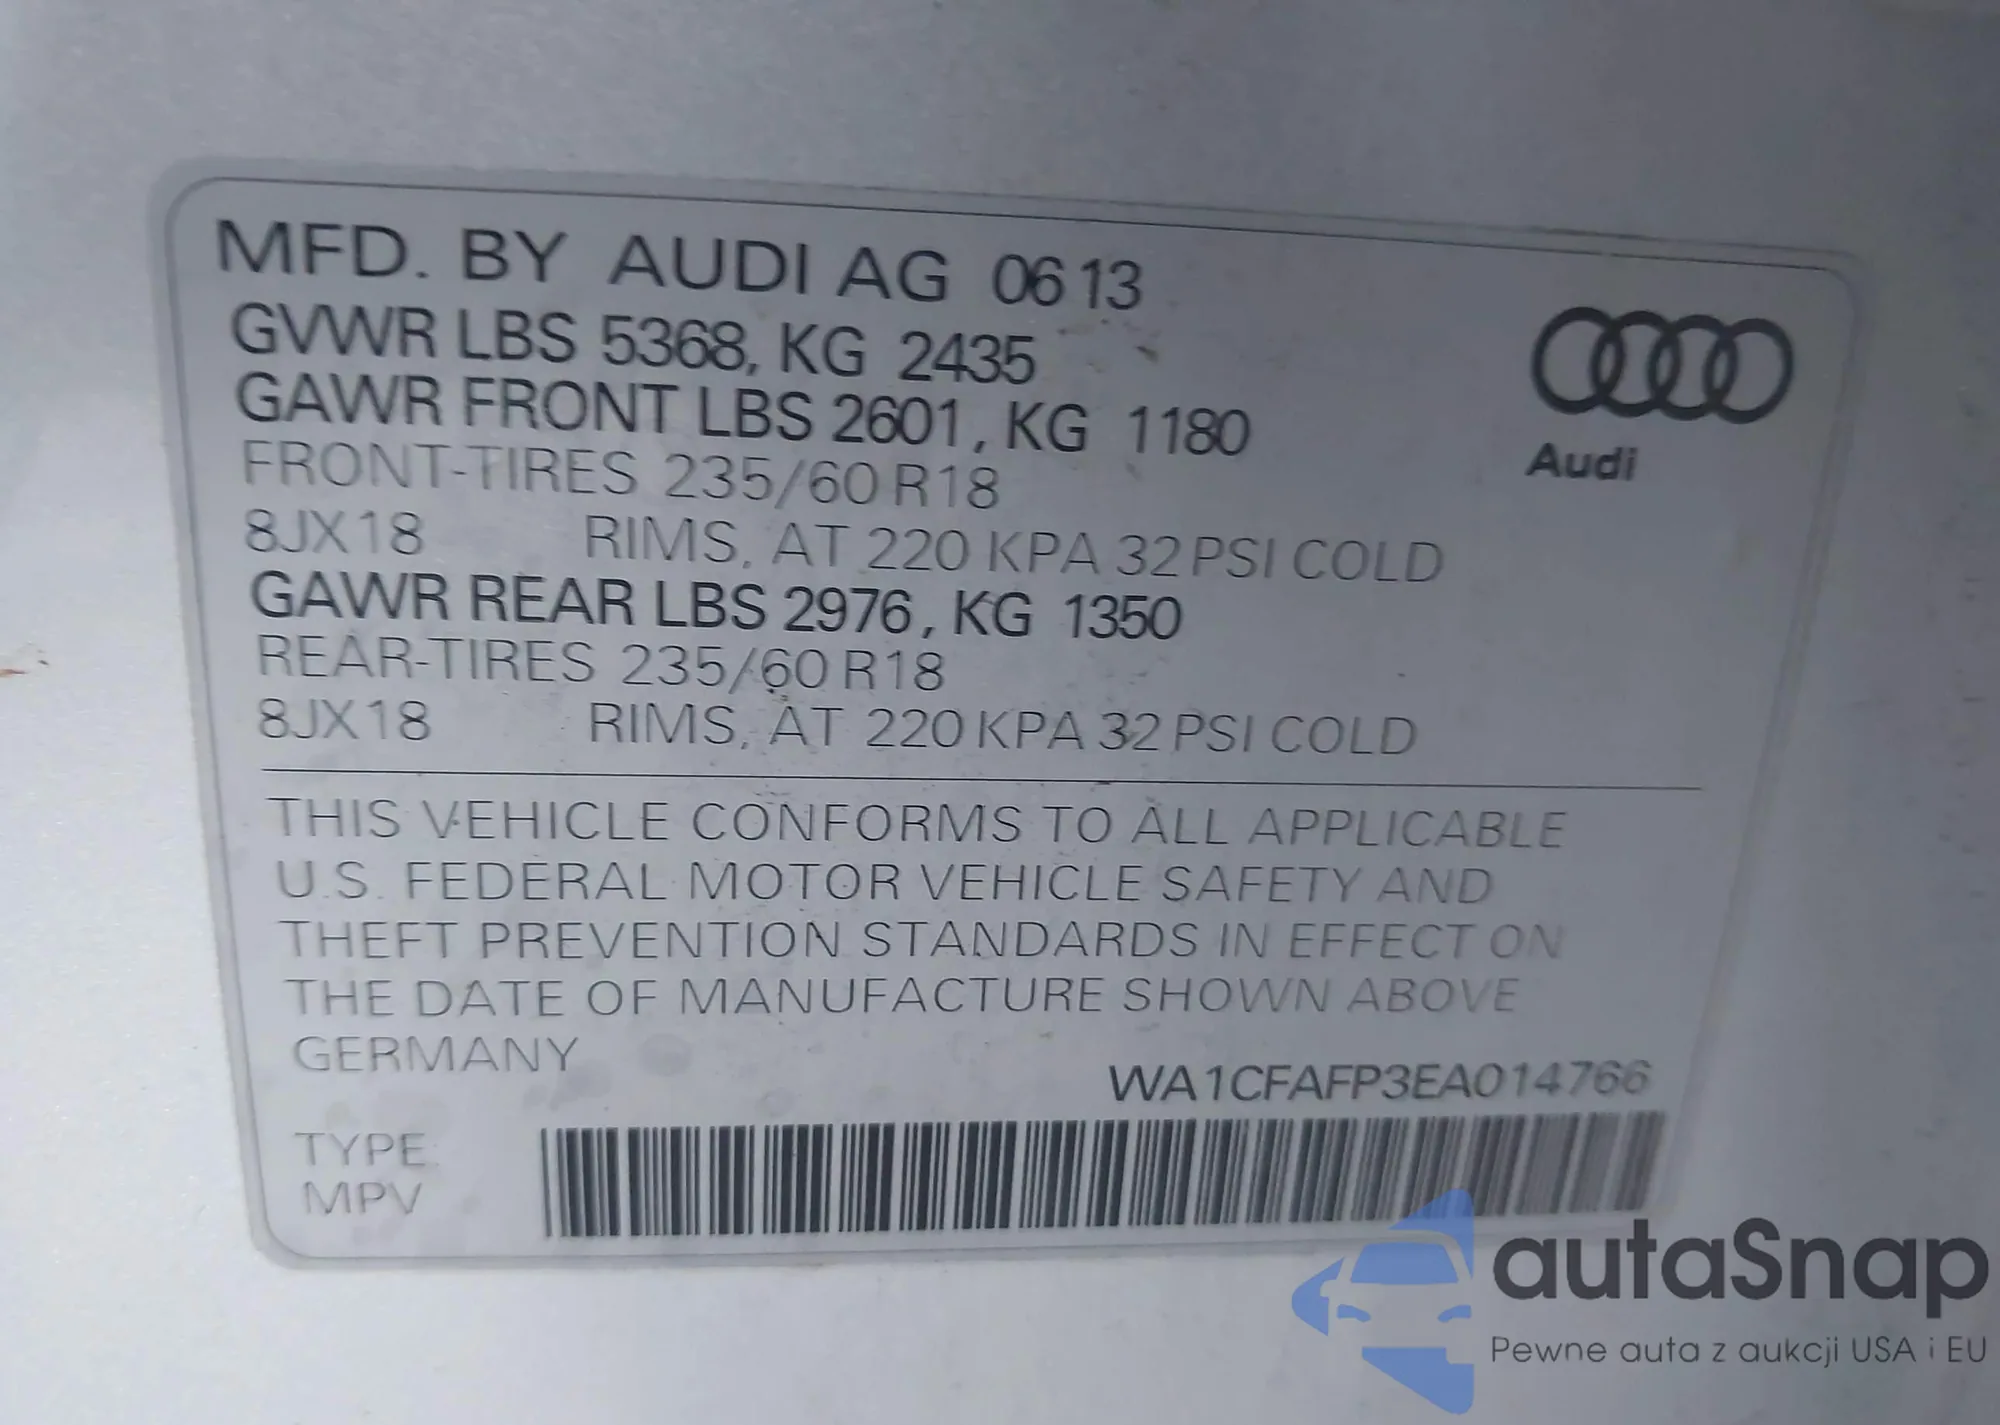 MFD. BY AUDI AG 0613
GVWR LBS 5368, KG 2435
GAWR FRONT LBS 2601, KG 1180
FRONT-TIRES 235/60 R18
8JX18 RIMS, AT 220 KPA 32 PSI COLD
GAWR REAR LBS 2976, KG 1350
REAR-TIRES 235/60 R18
8JX18 RIMS, AT 220 KPA 32 PSI COLD
Audi
THIS VEHICLE CONFORMS TO ALL APPLICABLE
U.S. FEDERAL MOTOR VEHICLE SAFETY AND
THEFT PREVENTION STANDARDS IN EFFECT ON
THE DATE OF MANUFACTURE SHOWN ABOVE
GERMANY
WA1CFAFP3EA014766
TYPE:
MPV
autaSnap
Pewne auta z aukcji USA i EU